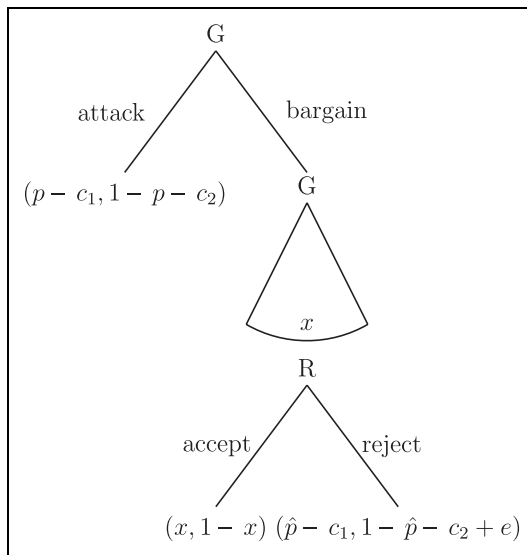 G
attack
bargain
(p − c₁, 1 − p − c₂)
G
x
R
accept
reject
(x, 1 − x) (p̂ − c₁, 1 − p̂ − c₂ + e)